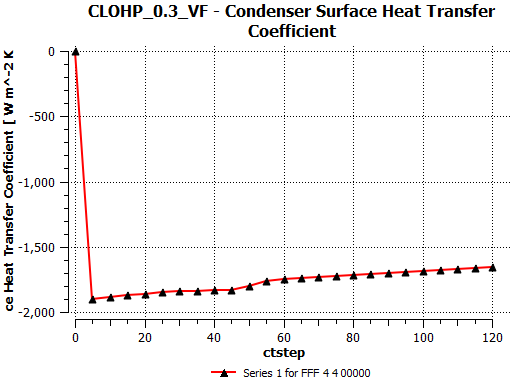 CLOHP_0.3_VF - Condenser Surface Heat Transfer
Coefficient
ce Heat Transfer Coefficient [ W m^-2 K
0
-500
-1,000
-1,500
-2,000
0 20 40 60 80 100 120
ctstep
Series 1 for FFF 4 4 00000